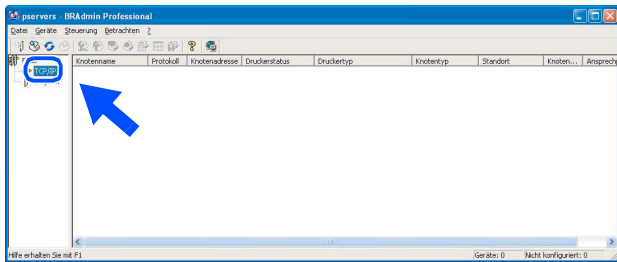 pservers - BRAdmin Professional
Datei Geräte Steuerung Betrachten ?
Knotenname Protokoll Knotenadresse Druckerstatus Druckertyp Knotentyp Standort Knoten... Ansprech
TCP/IP
Hilfe erhalten Sie mit F1 Geräte: 0 Nicht konfiguriert: 0